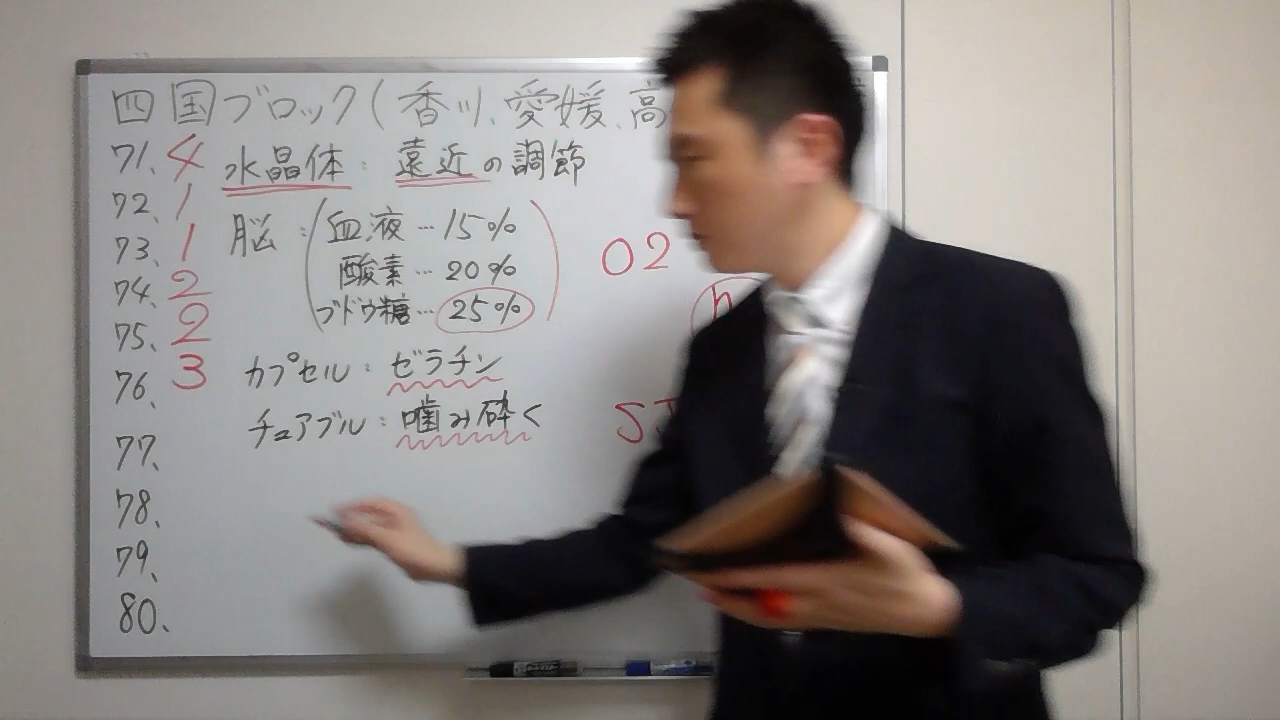 四国ブロック(香川、愛媛、高
71、4 水晶体:遠近の調節
72、1
73、1 脳:(血液…15%
酸素…20%
ブドウ糖…25%) O2
74、2
75、2
76、3 カプセル:ゼラチン
チュアブル:噛み砕く
77、
78、
79、
80、